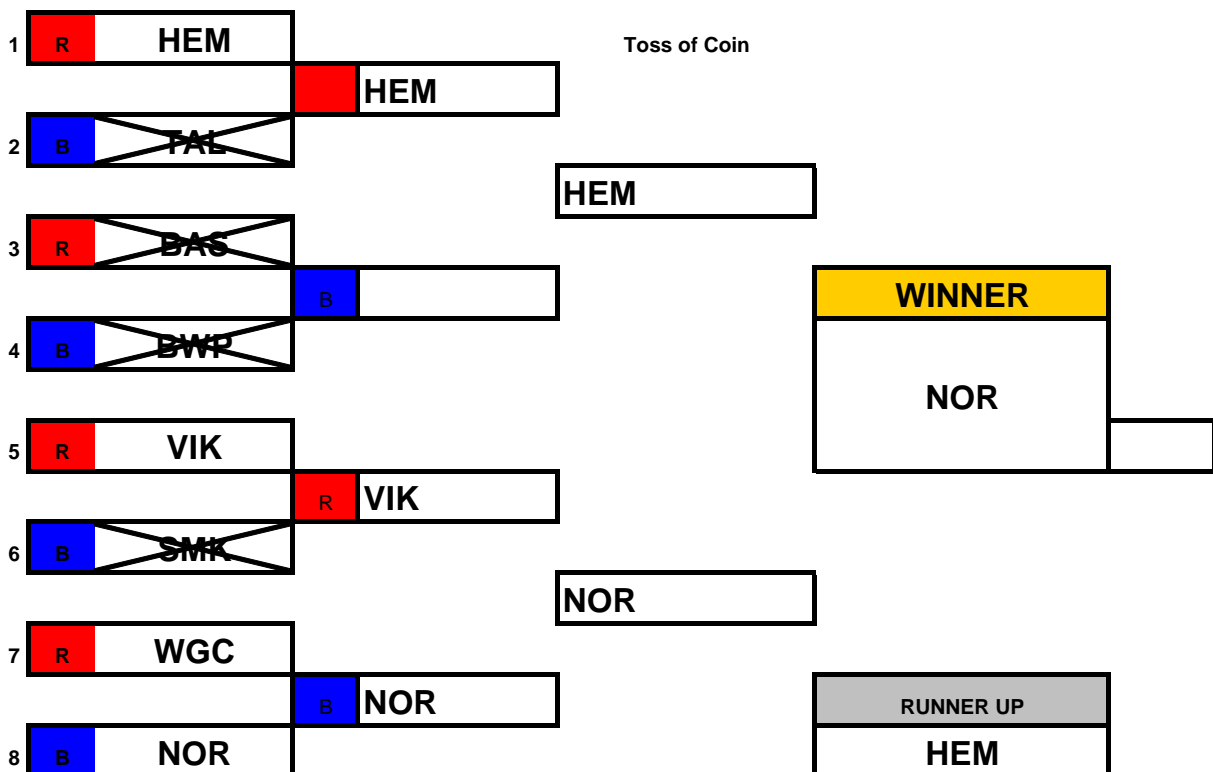 1 R HEM Toss of Coin
HEM
2 B TAL
HEM
3 R BAS
B WINNER
4 B BWP
NOR
5 R VIK
R VIK
6 B SMK
NOR
7 R WGC
B NOR RUNNER UP
8 B NOR HEM